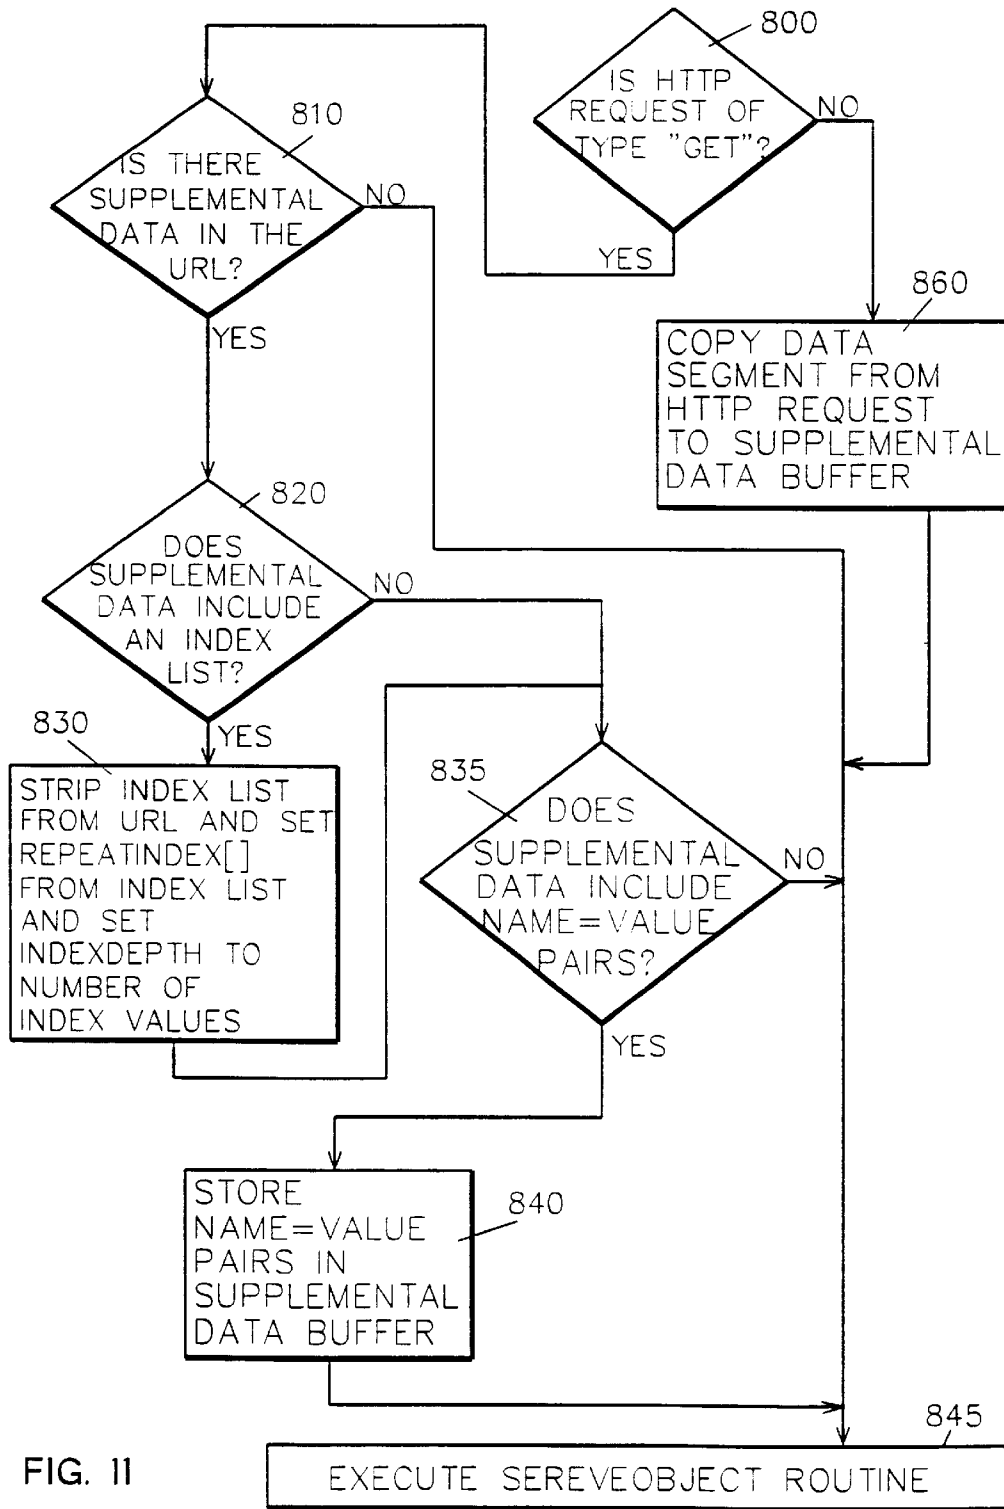 800
IS HTTP
REQUEST OF
TYPE "GET"?
NO
YES
810
IS THERE
SUPPLEMENTAL
DATA IN THE
URL?
NO
YES
860
COPY DATA
SEGMENT FROM
HTTP REQUEST
TO SUPPLEMENTAL
DATA BUFFER
820
DOES
SUPPLEMENTAL
DATA INCLUDE
AN INDEX
LIST?
NO
YES
830
STRIP INDEX LIST
FROM URL AND SET
REPEATINDEX[]
FROM INDEX LIST
AND SET
INDEXDEPTH TO
NUMBER OF
INDEX VALUES
835
DOES
SUPPLEMENTAL
DATA INCLUDE
NAME=VALUE
PAIRS?
NO
YES
840
STORE
NAME=VALUE
PAIRS IN
SUPPLEMENTAL
DATA BUFFER
845
EXECUTE SEREVEOBJECT ROUTINE
FIG. 11